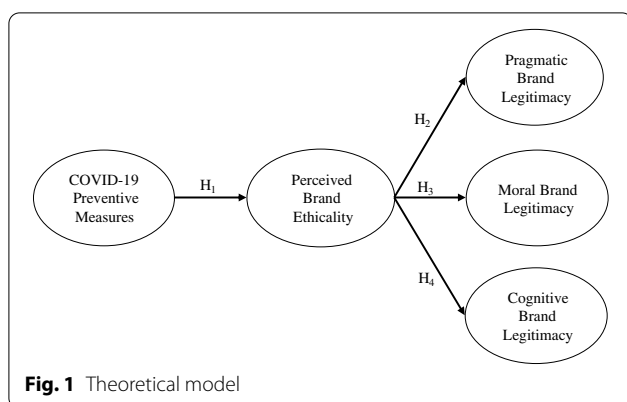 COVID-19
Preventive
Measures
H₁
Perceived
Brand
Ethicality
H₂
H₃
H₄
Pragmatic
Brand
Legitimacy
Moral Brand
Legitimacy
Cognitive
Brand
Legitimacy
Fig. 1 Theoretical model